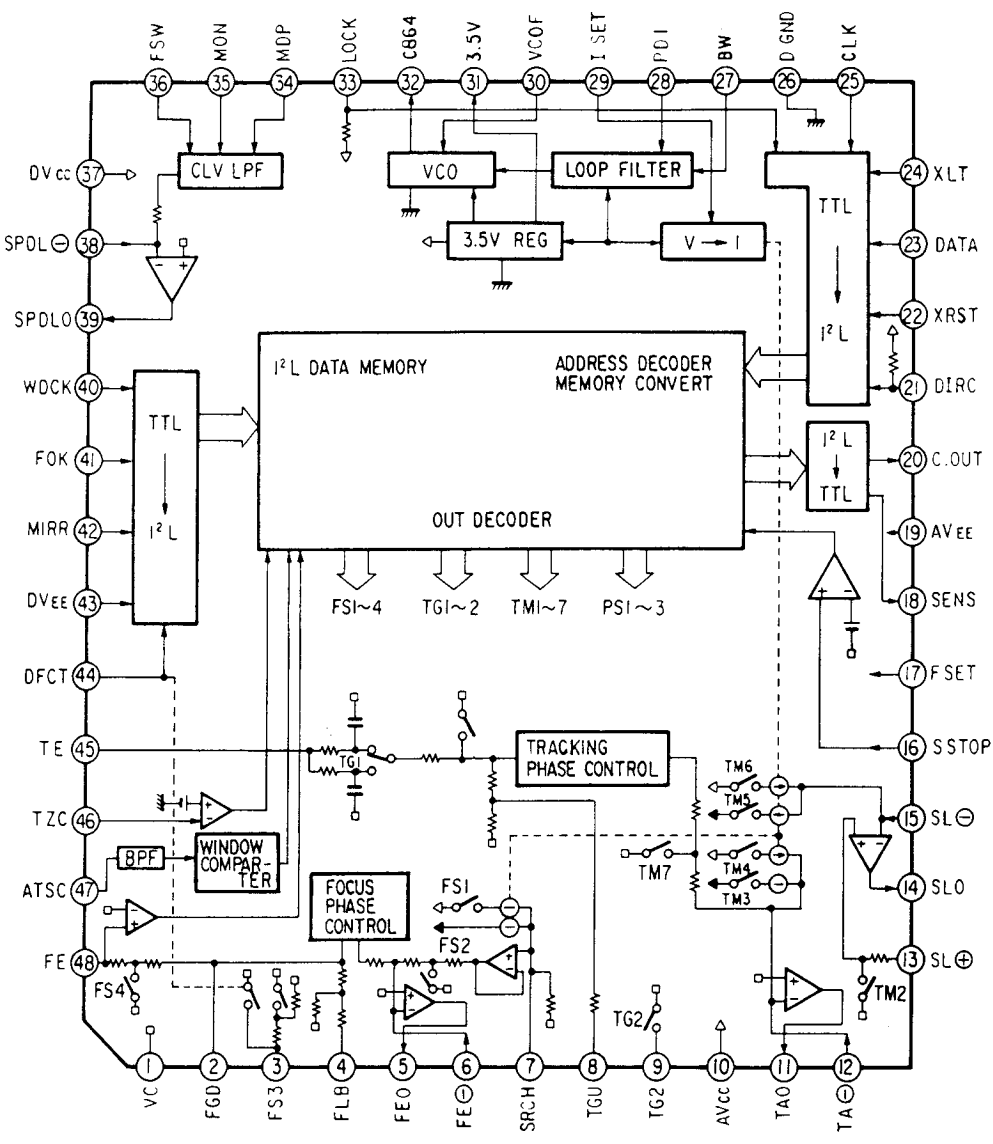 FSW
MON
MDP
LOCK
C864
3.5V
VCOF
I SET
PDI
BW
D GND
CLK
36
35
34
33
32
31
30
29
28
27
26
25
DVcc 37
SPDL⊖ 38
SPDLO 39
WDCK 40
FOK 41
MIRR 42
DVEE 43
DFCT 44
TE 45
TZC 46
ATSC 47
FE 48
24 XLT
23 DATA
22 XRST
21 DIRC
20 C.OUT
19 AVEE
18 SENS
17 FSET
16 SSTOP
15 SL⊖
14 SLO
13 SL⊕
CLV LPF
- +
VCO
LOOP FILTER
3.5V REG
V → I
TTL
↓
I²L
I²L DATA MEMORY
ADDRESS DECODER
MEMORY CONVERT
OUT DECODER
TTL
↓
I²L
I²L
↓
TTL
FS1~4
TG1~2
TM1~7
PS1~3
+ -
TG1
TRACKING
PHASE CONTROL
TM6
TM5
TM4
TM3
TM7
+ -
+
-
BPF
WINDOW
COMPAR-
TER
-
+
FOCUS
PHASE
CONTROL
FS1
FS2
FS4
TM2
TG2
+
-
-
+
+
-
1
2
3
4
5
6
7
8
9
10
11
12
VC
FGD
FS3
FLB
FEO
FE⊖
SRCH
TGU
TG2
AVcc
TAO
TA⊖